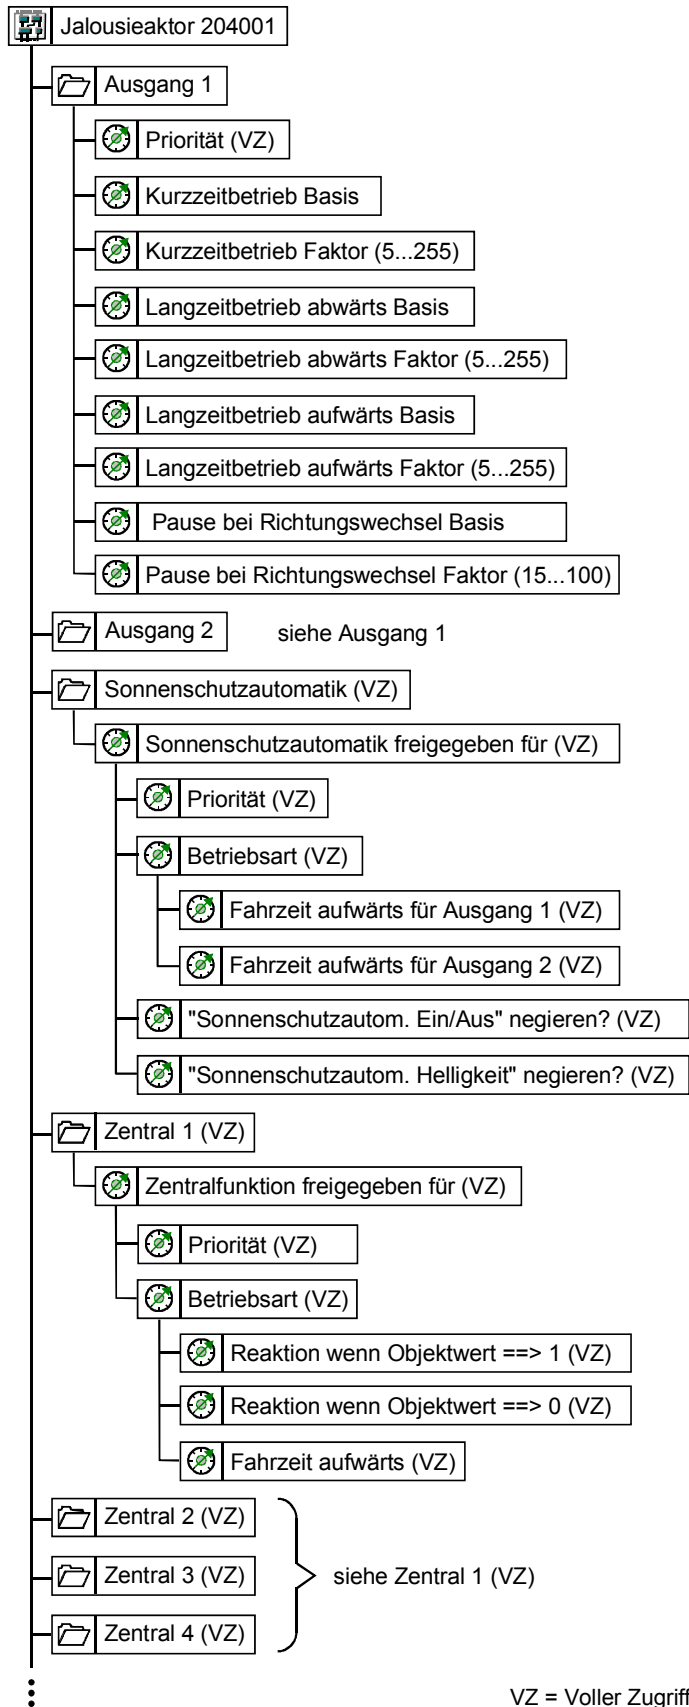 Jalousieaktor 204001
Ausgang 1
Priorität (VZ)
Kurzzeitbetrieb Basis
Kurzzeitbetrieb Faktor (5...255)
Langzeitbetrieb abwärts Basis
Langzeitbetrieb abwärts Faktor (5...255)
Langzeitbetrieb aufwärts Basis
Langzeitbetrieb aufwärts Faktor (5...255)
Pause bei Richtungswechsel Basis
Pause bei Richtungswechsel Faktor (15...100)
Ausgang 2 siehe Ausgang 1
Sonnenschutzautomatik (VZ)
Sonnenschutzautomatik freigegeben für (VZ)
Priorität (VZ)
Betriebsart (VZ)
Fahrzeit aufwärts für Ausgang 1 (VZ)
Fahrzeit aufwärts für Ausgang 2 (VZ)
"Sonnenschutzautom. Ein/Aus" negieren? (VZ)
"Sonnenschutzautom. Helligkeit" negieren? (VZ)
Zentral 1 (VZ)
Zentralfunktion freigegeben für (VZ)
Priorität (VZ)
Betriebsart (VZ)
Reaktion wenn Objektwert ==> 1 (VZ)
Reaktion wenn Objektwert ==> 0 (VZ)
Fahrzeit aufwärts (VZ)
Zentral 2 (VZ)
Zentral 3 (VZ) siehe Zentral 1 (VZ)
Zentral 4 (VZ)
VZ = Voller Zugriff